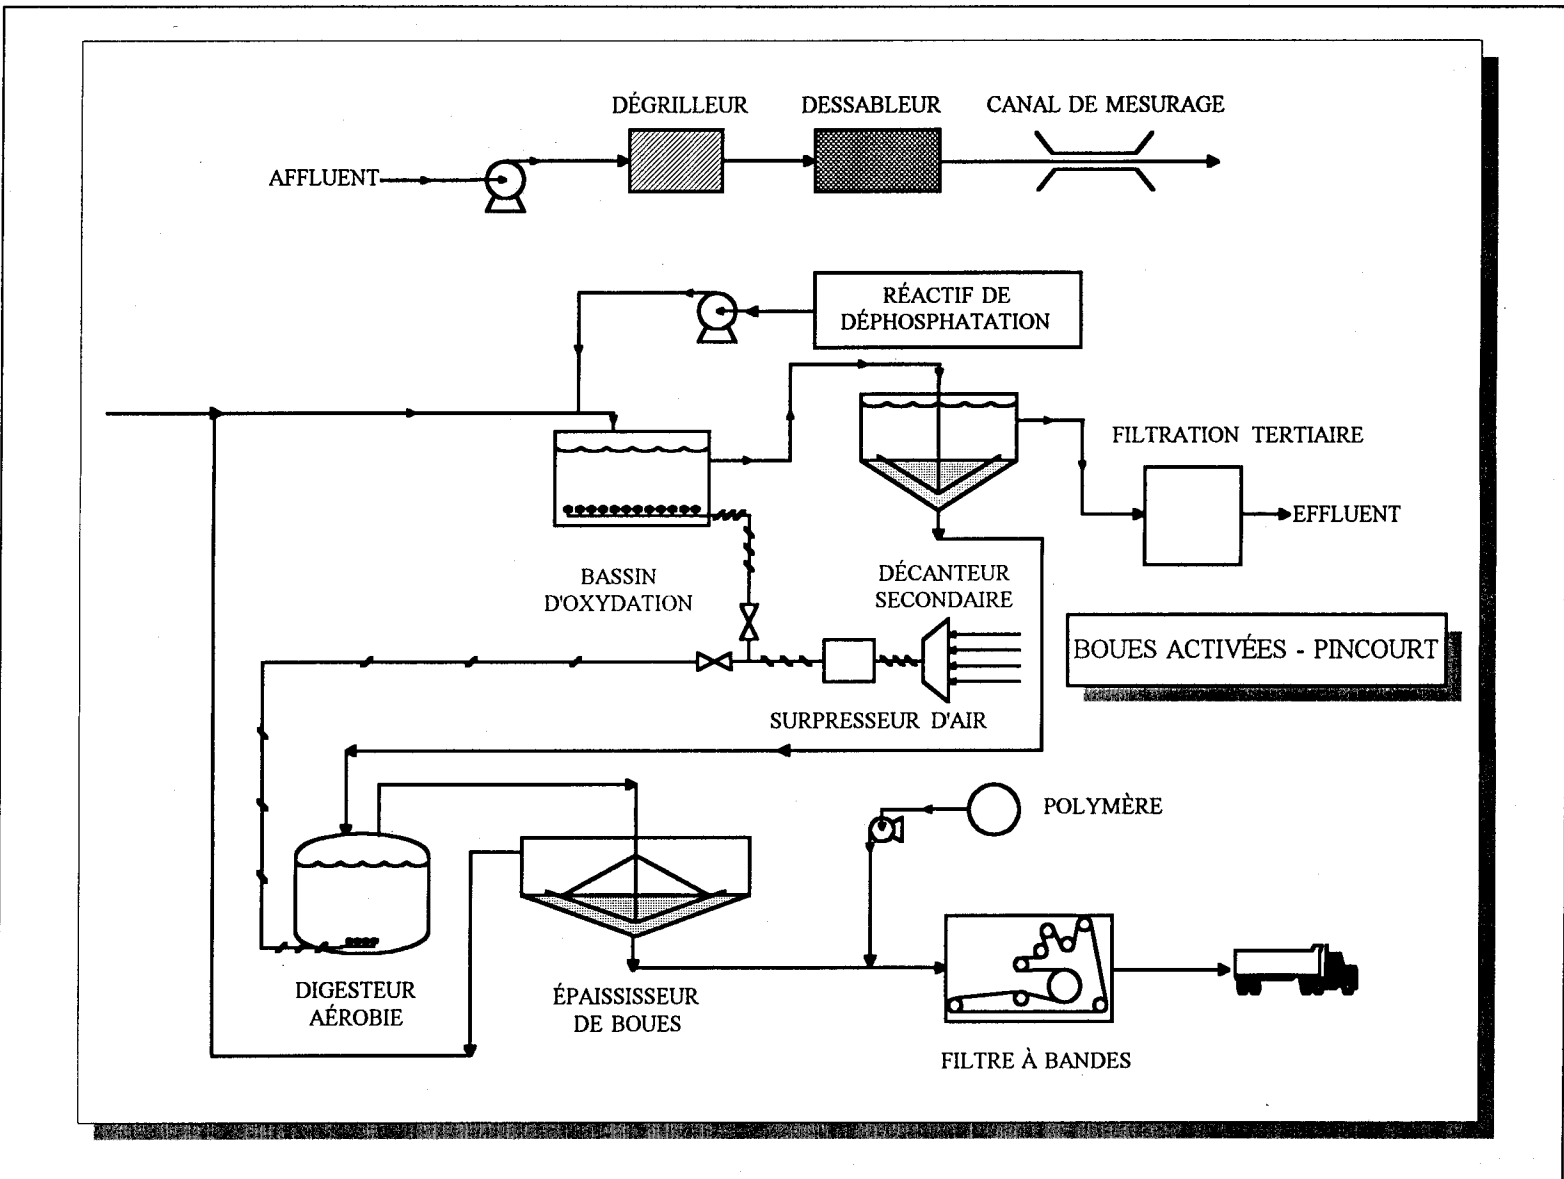 DÉGRILLEUR
DESSABLEUR
CANAL DE MESURAGE
AFFLUENT
RÉACTIF DE
DÉPHOSPHATATION
FILTRATION TERTIAIRE
EFFLUENT
BASSIN
D'OXYDATION
DÉCANTEUR
SECONDAIRE
BOUES ACTIVÉES - PINCOURT
SURPRESSEUR D'AIR
POLYMÈRE
DIGESTEUR
AÉROBIE
ÉPAISSISSEUR
DE BOUES
FILTRE À BANDES